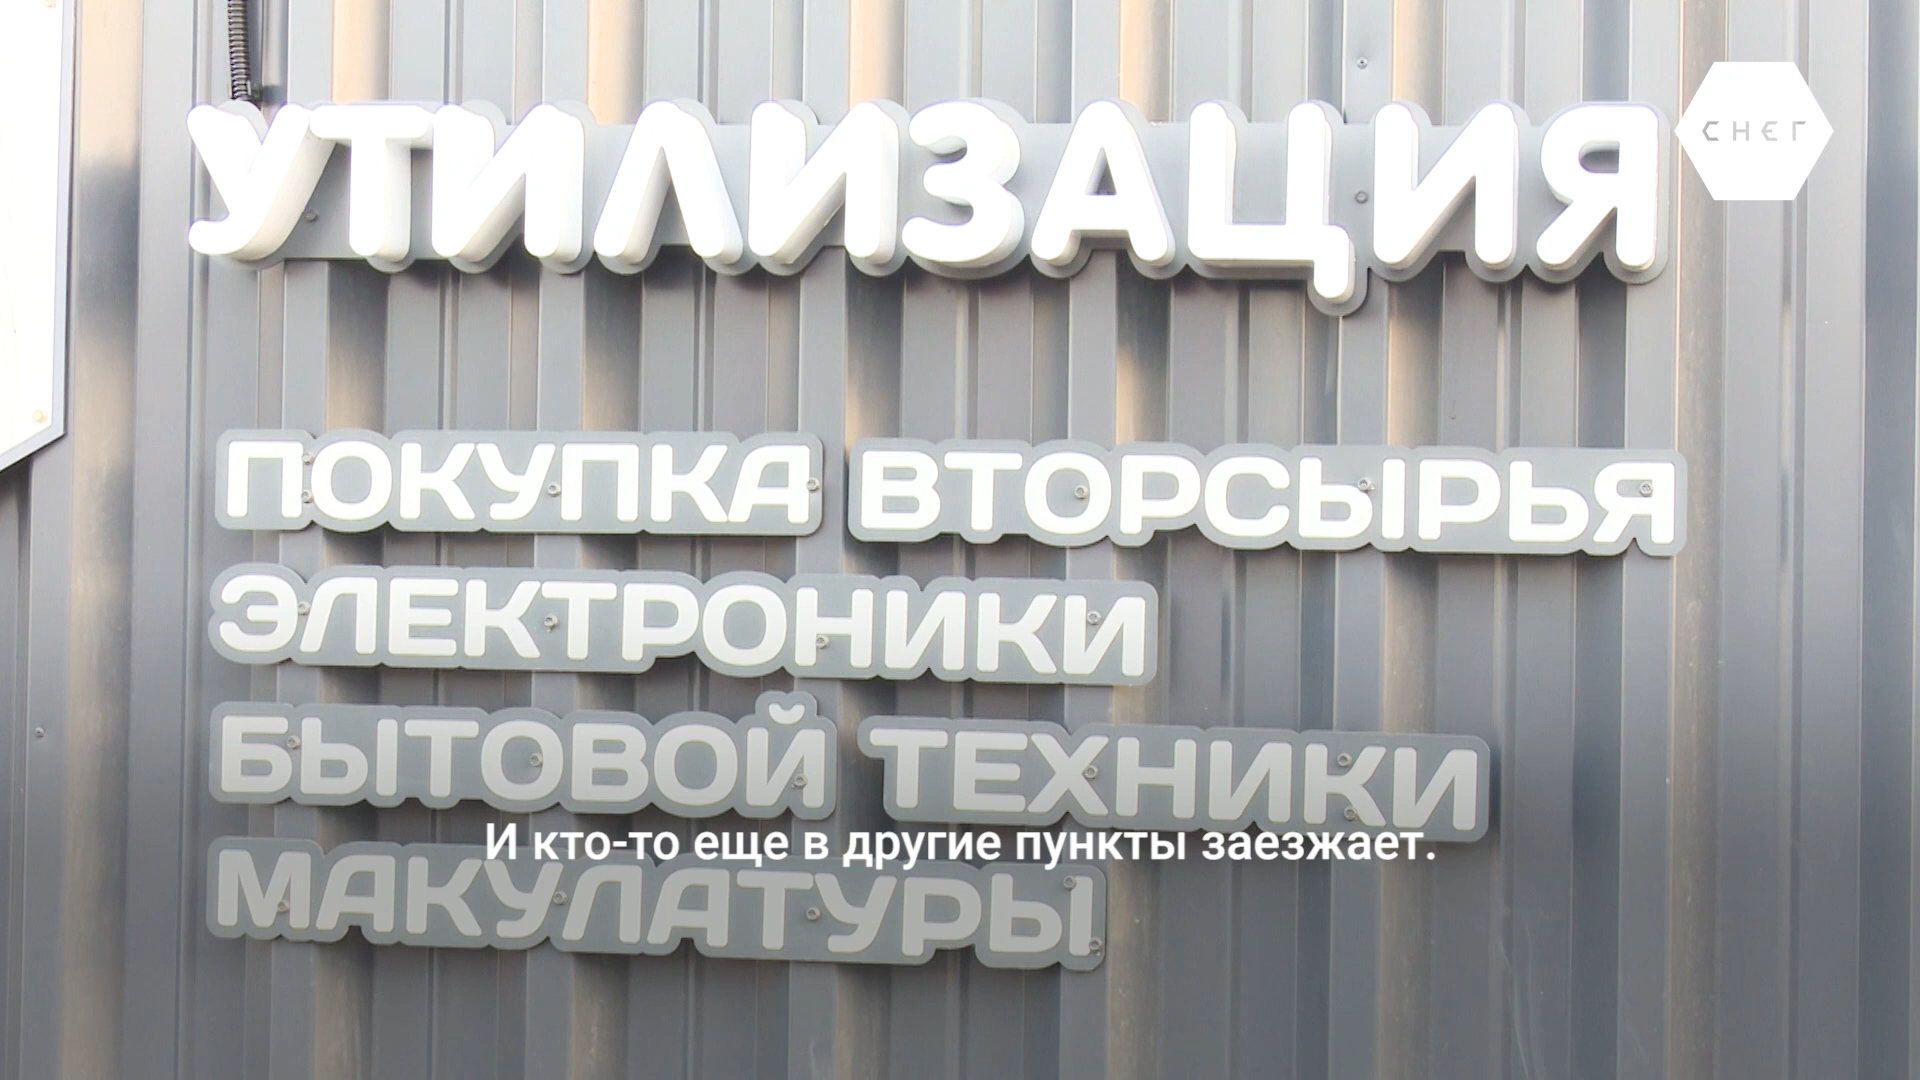 УТИЛИЗАЦИЯ
СНЕГ
ПОКУПКА ВТОРСЫРЬЯ
ЭЛЕКТРОНИКИ
БЫТОВОЙ ТЕХНИКИ
И кто-то еще в другие пункты заезжает.
МАКУЛАТУРЫ